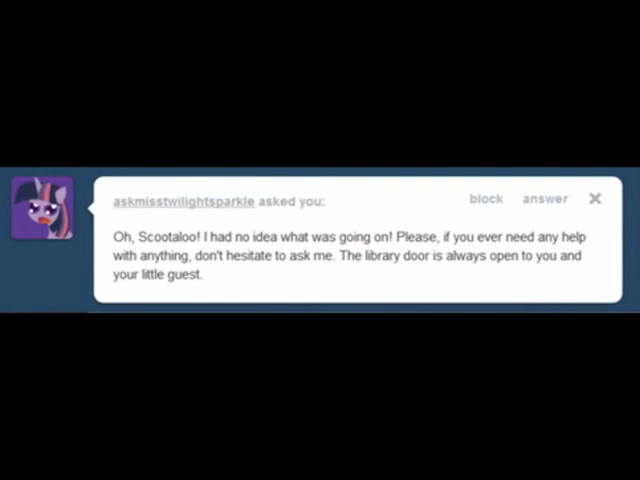 askmisstwilightsparkle asked you:
block answer ×
Oh, Scootaloo! I had no idea what was going on! Please, if you ever need any help
with anything, don't hesitate to ask me. The library door is always open to you and
your little guest.